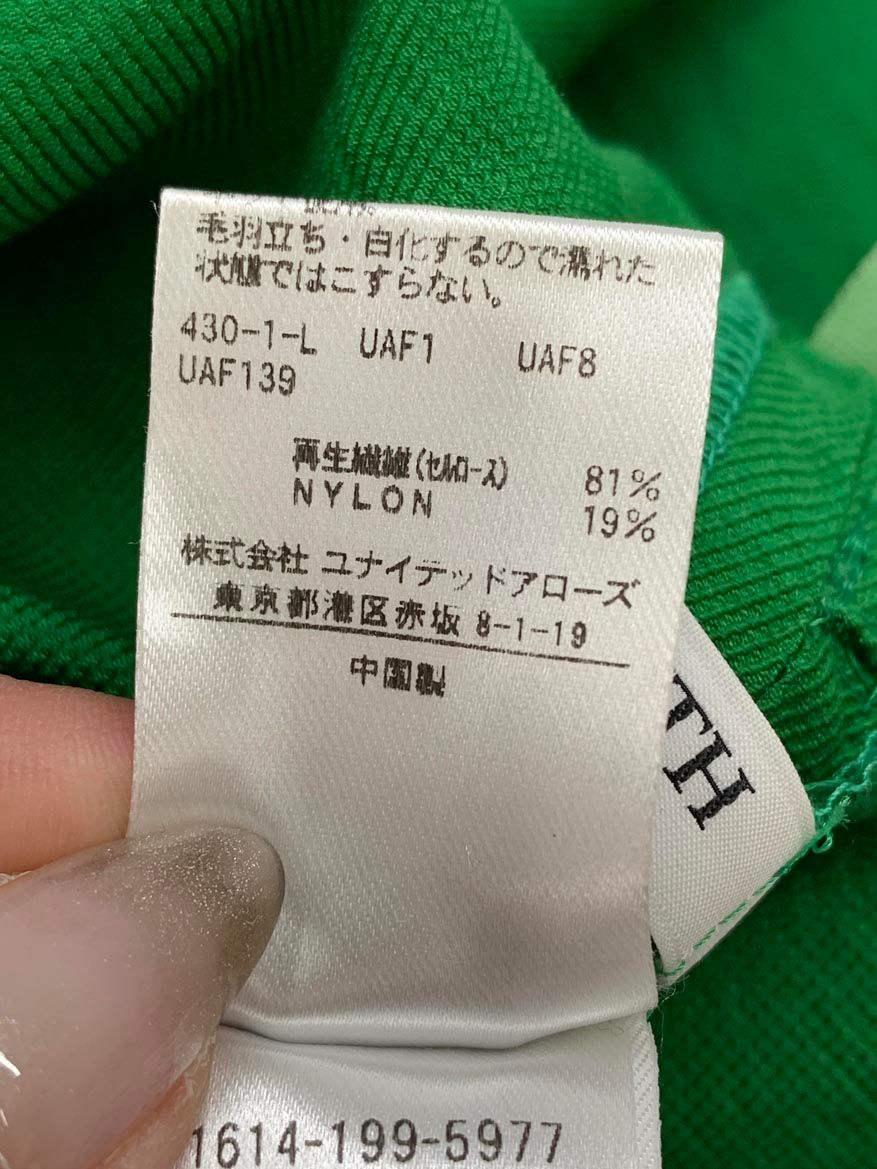 毛羽立ち・白化するので濡れた
状態ではこすらない。
430-1-L UAF1 UAF8
UAF139
再生繊維(セルロース) 81%
NYLON 19%
株式会社 ユナイテッドアローズ
東京都港区赤坂 8-1-19
中国製
TH
1614-199-5977